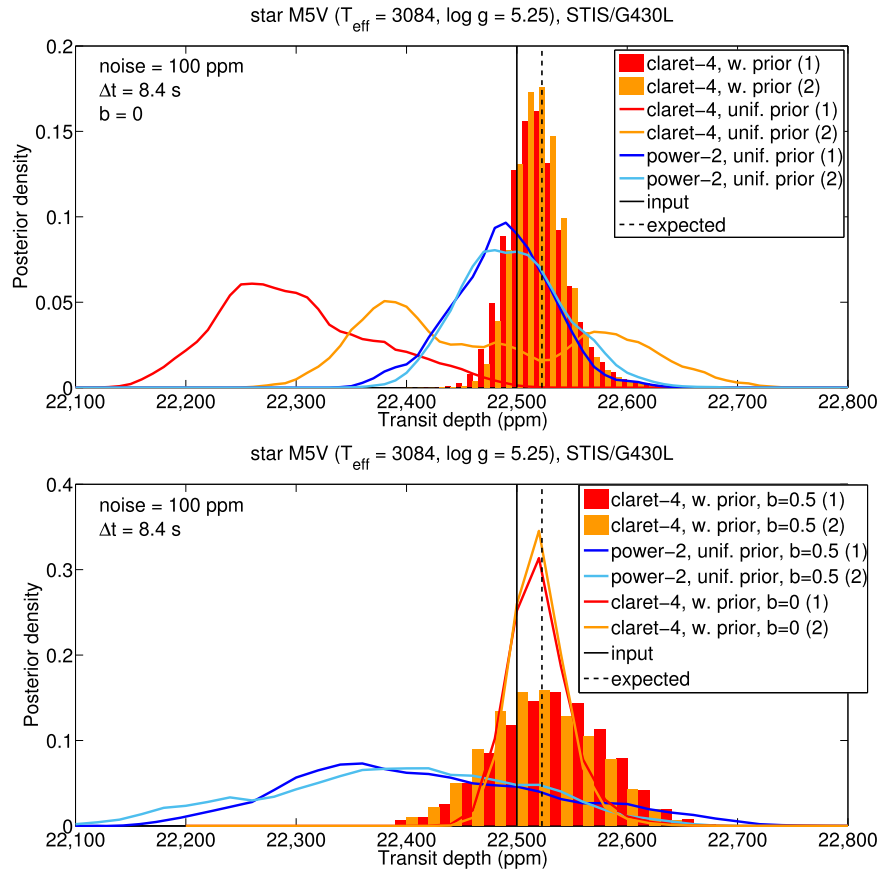 star M5V (Teff = 3084, log g = 5.25), STIS/G430L
noise = 100 ppm
Δt = 8.4 s
b = 0
claret−4, w. prior (1)
claret−4, w. prior (2)
claret−4, unif. prior (1)
claret−4, unif. prior (2)
power−2, unif. prior (1)
power−2, unif. prior (2)
input
expected
0.2
0.15
0.1
0.05
0
Posterior density
22,100 22,200 22,300 22,400 22,500 22,600 22,700 22,800
Transit depth (ppm)
star M5V (Teff = 3084, log g = 5.25), STIS/G430L
noise = 100 ppm
Δt = 8.4 s
claret−4, w. prior, b=0.5 (1)
claret−4, w. prior, b=0.5 (2)
power−2, unif. prior, b=0.5 (1)
power−2, unif. prior, b=0.5 (2)
claret−4, w. prior, b=0 (1)
claret−4, w. prior, b=0 (2)
input
expected
0.4
0.3
0.2
0.1
0
Posterior density
22,100 22,200 22,300 22,400 22,500 22,600 22,700 22,800
Transit depth (ppm)